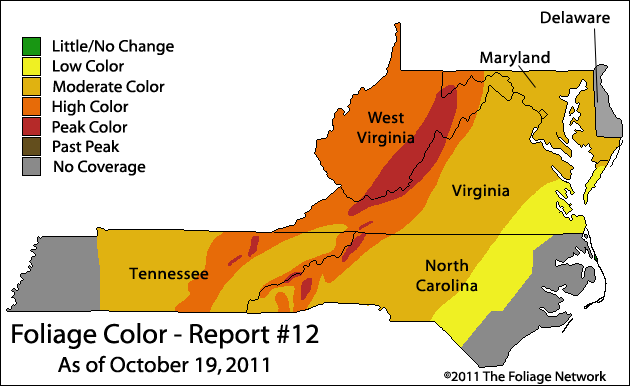 Delaware
Maryland
Little/No Change
Low Color
Moderate Color
High Color
Peak Color
Past Peak
No Coverage
West
Virginia
Virginia
Tennessee
North
Carolina
Foliage Color - Report #12
As of October 19, 2011
©2011 The Foliage Network